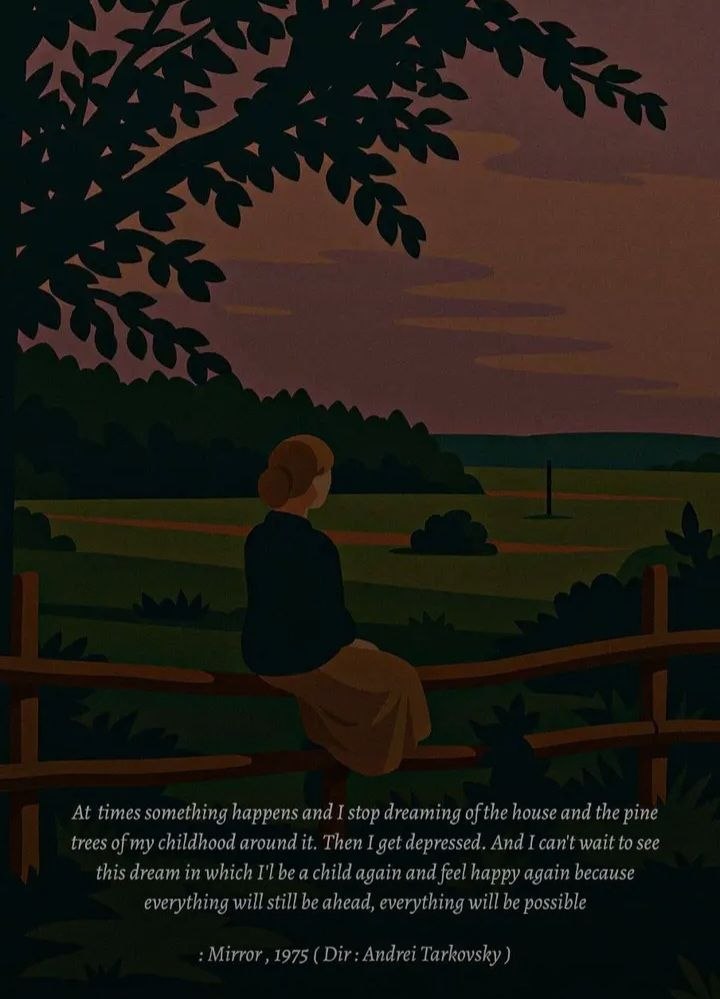 At times something happens and I stop dreaming of the house and the pine
trees of my childhood around it. Then I get depressed. And I can't wait to see
this dream in which I'l be a child again and feel happy again because
everything will still be ahead, everything will be possible
: Mirror , 1975 ( Dir : Andrei Tarkovsky )